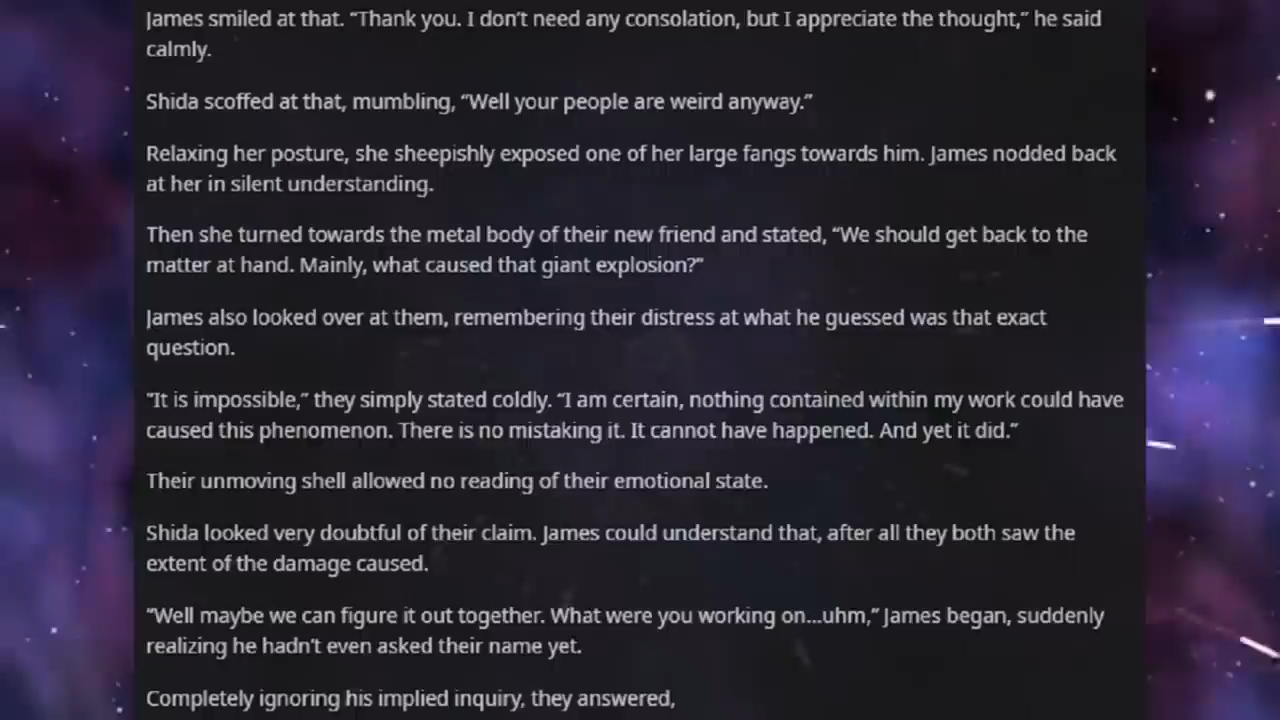 James smiled at that. “Thank you. I don’t need any consolation, but I appreciate the thought,” he said
calmly.
Shida scoffed at that, mumbling, “Well your people are weird anyway.”
Relaxing her posture, she sheepishly exposed one of her large fangs towards him. James nodded back
at her in silent understanding.
Then she turned towards the metal body of their new friend and stated, “We should get back to the
matter at hand. Mainly, what caused that giant explosion?”
James also looked over at them, remembering their distress at what he guessed was that exact
question.
“It is impossible,” they simply stated coldly. “I am certain, nothing contained within my work could have
caused this phenomenon. There is no mistaking it. It cannot have happened. And yet it did.”
Their unmoving shell allowed no reading of their emotional state.
Shida looked very doubtful of their claim. James could understand that, after all they both saw the
extent of the damage caused.
“Well maybe we can figure it out together. What were you working on...uhm,” James began, suddenly
realizing he hadn’t even asked their name yet.
Completely ignoring his implied inquiry, they answered,